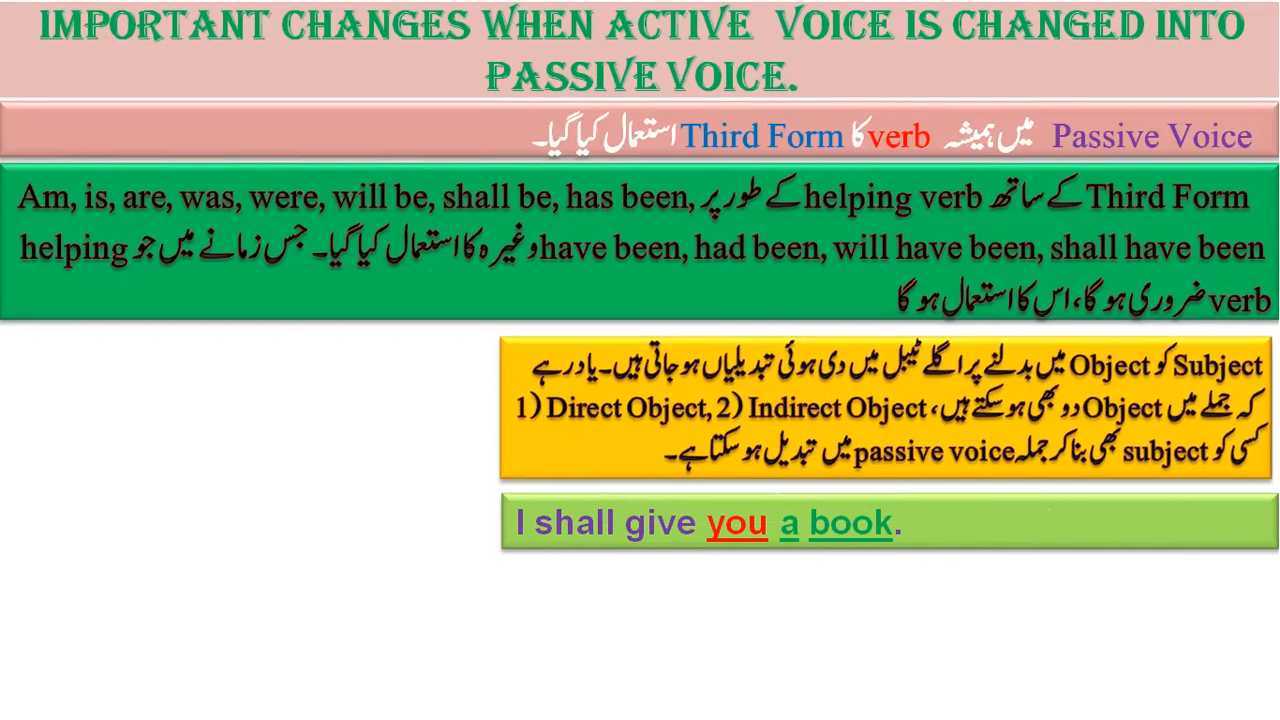 IMPORTANT CHANGES WHEN ACTIVE VOICE IS CHANGED INTO
PASSIVE VOICE.
Passive Voice میں ہمیشہ verb کا Third Form استعمال کیا گیا۔
Third Form کے ساتھ helping verb کے طور پر Am, is, are, was, were, will be, shall be, has been,
have been, had been, will have been, shall have been وغیرہ کا استعمال کیا گیا۔ جس زمانے میں جو helping
verb ضروری ہو گا، اس کا استعمال ہو گا
Subject کو Object میں بدلنے پر اگلے ٹیبل میں دی ہوئی تبدیلیاں ہو جاتی ہیں۔ یاد رہے
کہ جملے میں Object دو بھی ہو سکتے ہیں، 1) Direct Object, 2) Indirect Object
کسی کو subject بھی بنا کر جملہ passive voice میں تبدیل ہو سکتا ہے۔
I shall give you a book.